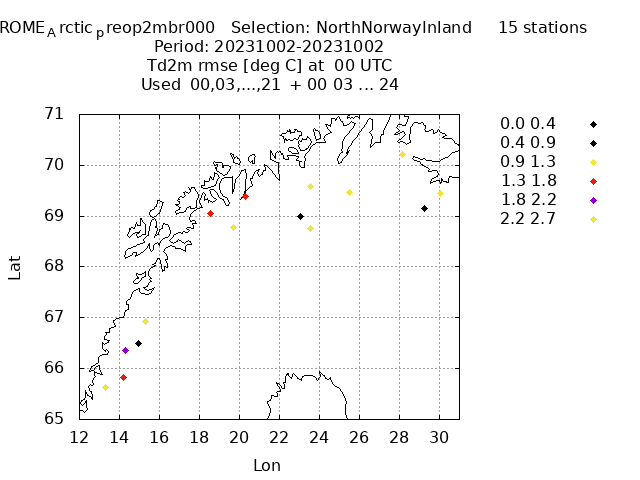 ROME_A rctic_p reop2mbr000 Selection: NorthNorwayInland 15 stations
Period: 20231002-20231002
Td2m rmse [deg C] at 00 UTC
Used 00,03,...,21 + 00 03 ... 24
71
70
69
68
67
66
65
12 14 16 18 20 22 24 26 28 30
Lat
Lon
0.0 0.4
0.4 0.9
0.9 1.3
1.3 1.8
1.8 2.2
2.2 2.7